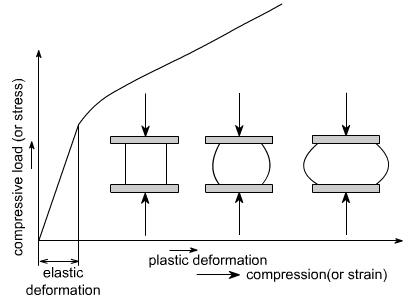 compressive load (or stress)
elastic
deformation
plastic deformation
compression(or strain)